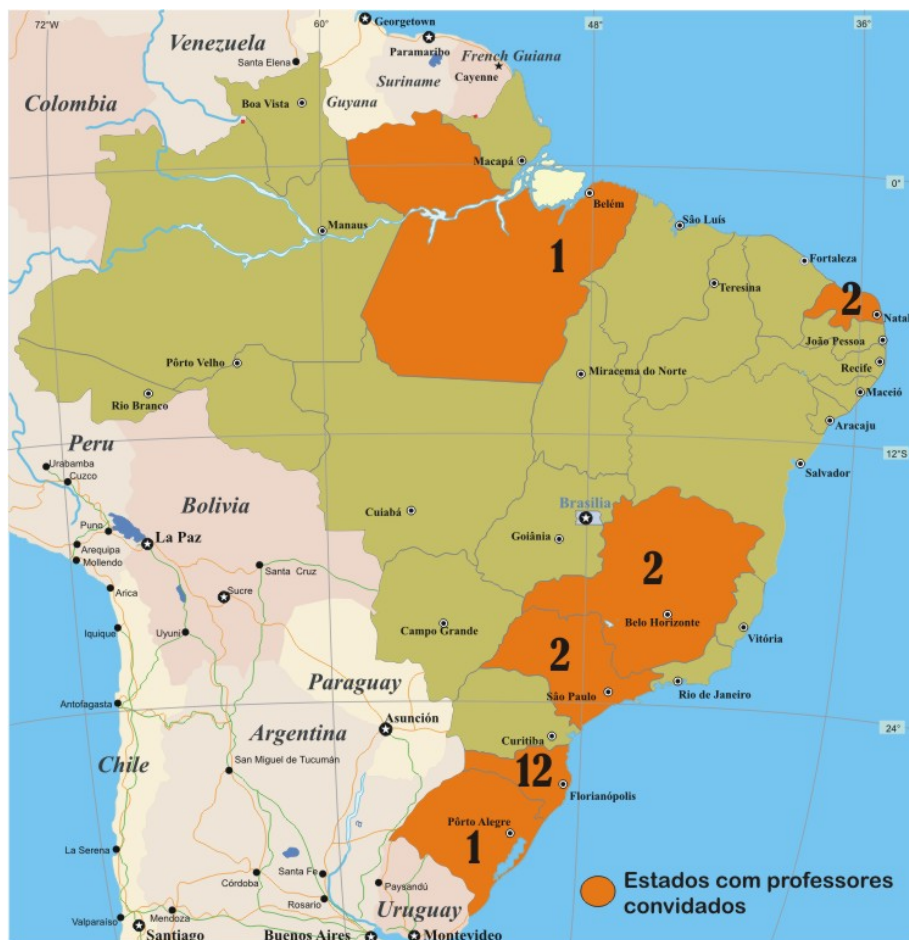 72°W
60°
48°
36°
Georgetown
Venezuela
Paramaribo
French Guiana
Santa Elena
Suriname
Cayenne
Colombia
Boa Vista
Guyana
Macapá
0°
Belém
Manaus
São Luís
1
Fortaleza
Teresina
2
Natal
João Pessoa
Pôrto Velho
Recife
Miracema do Norte
Rio Branco
Maceió
Aracaju
Peru
12°S
Urabamba
Salvador
Cuzco
Bolivia
Brasília
Cuiabá
Puno
Goiânia
La Paz
Arequipa
Mollendo
Santa Cruz
2
Arica
Sucre
Belo Horizonte
Iquique
Uyuni
Campo Grande
Vitória
2
Paraguay
São Paulo
Rio de Janeiro
Antofagasta
Asunción
24°
Argentina
Curitiba
San Miguel de Tucumán
Chile
12
Florianópolis
Pôrto Alegre
1
La Serena
Santa Fe
Córdoba
Paysandú
Estados com professores
convidados
Rosario
Uruguay
Valparaíso
Mendoza
Santiago
Buenos Aires
Montevideo